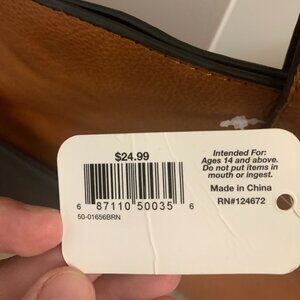 $24.99
6 87110 50035 6
50-01656BRN
Intended For:
Ages 14 and above.
Do not put items in
mouth or ingest.
Made in China
RN#124672